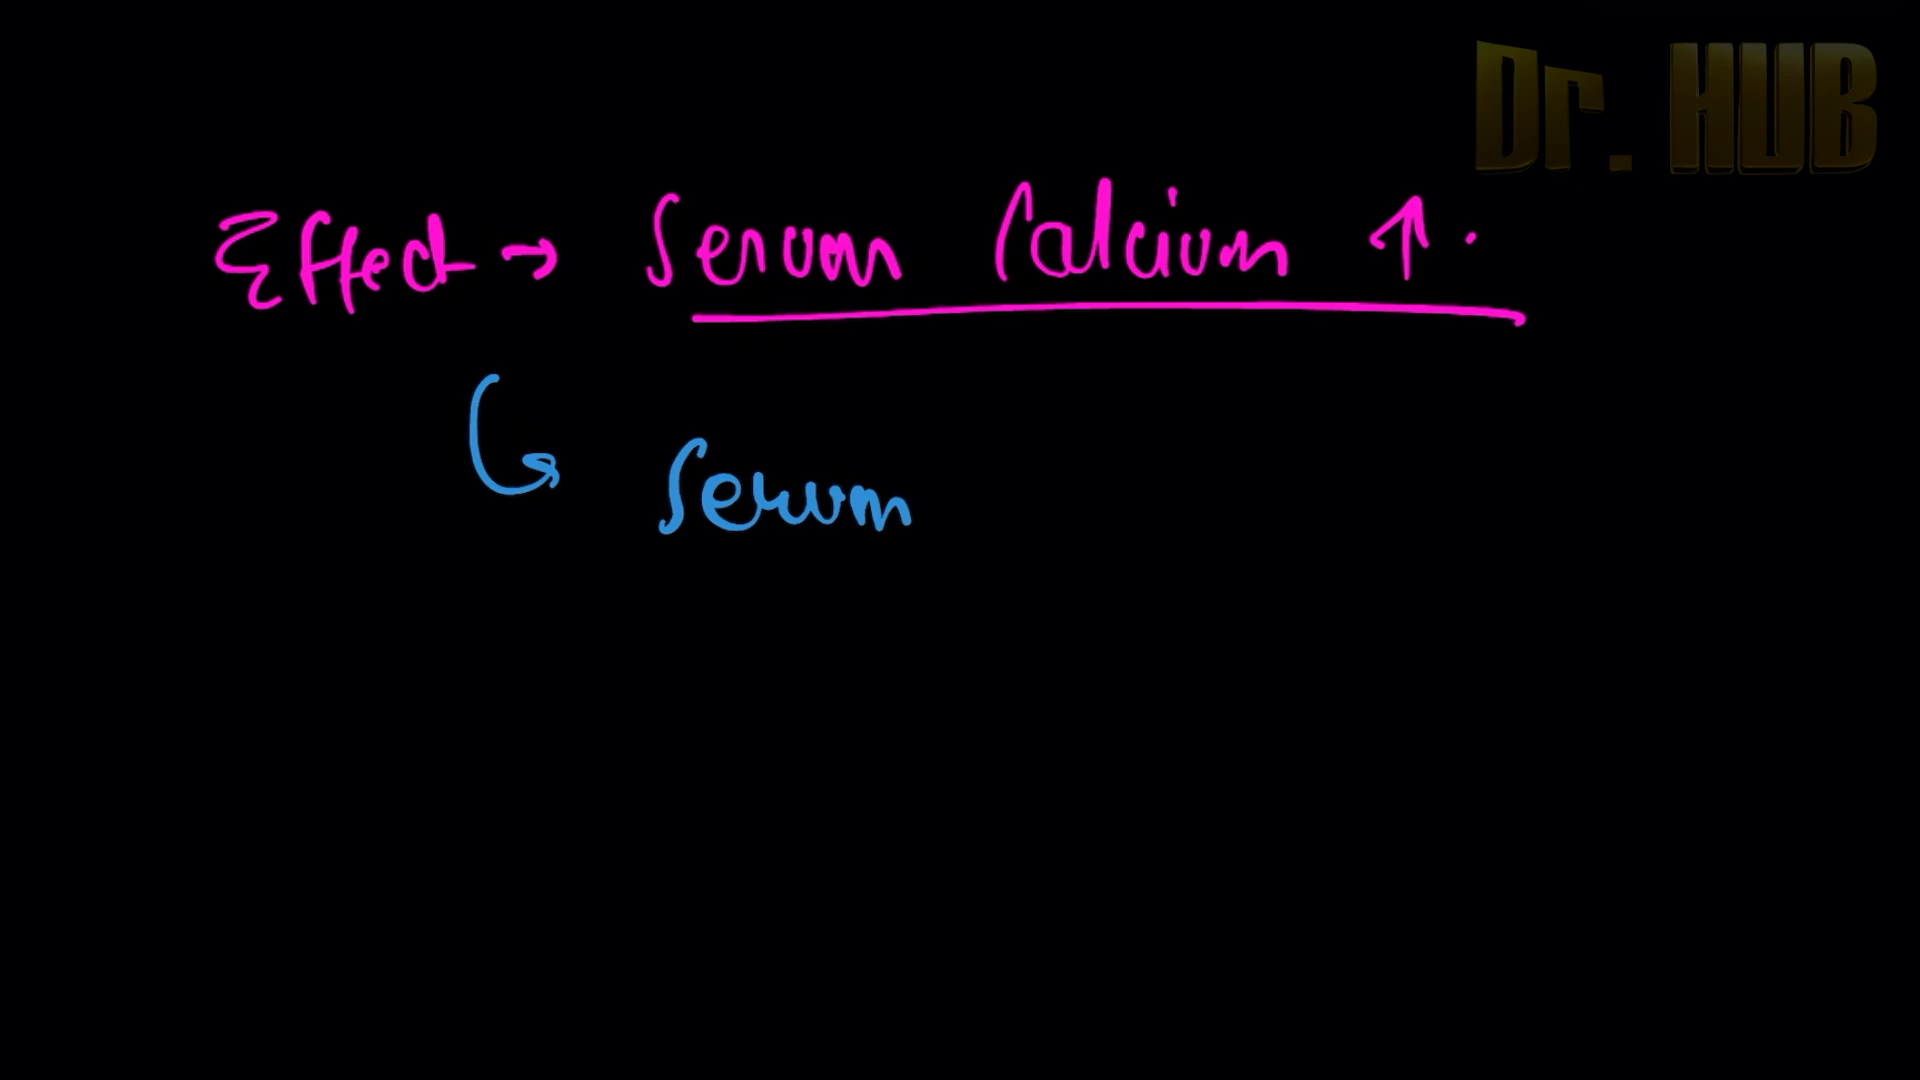 Dr. HUB
Effect → Serum Calcium ↑.
Serum